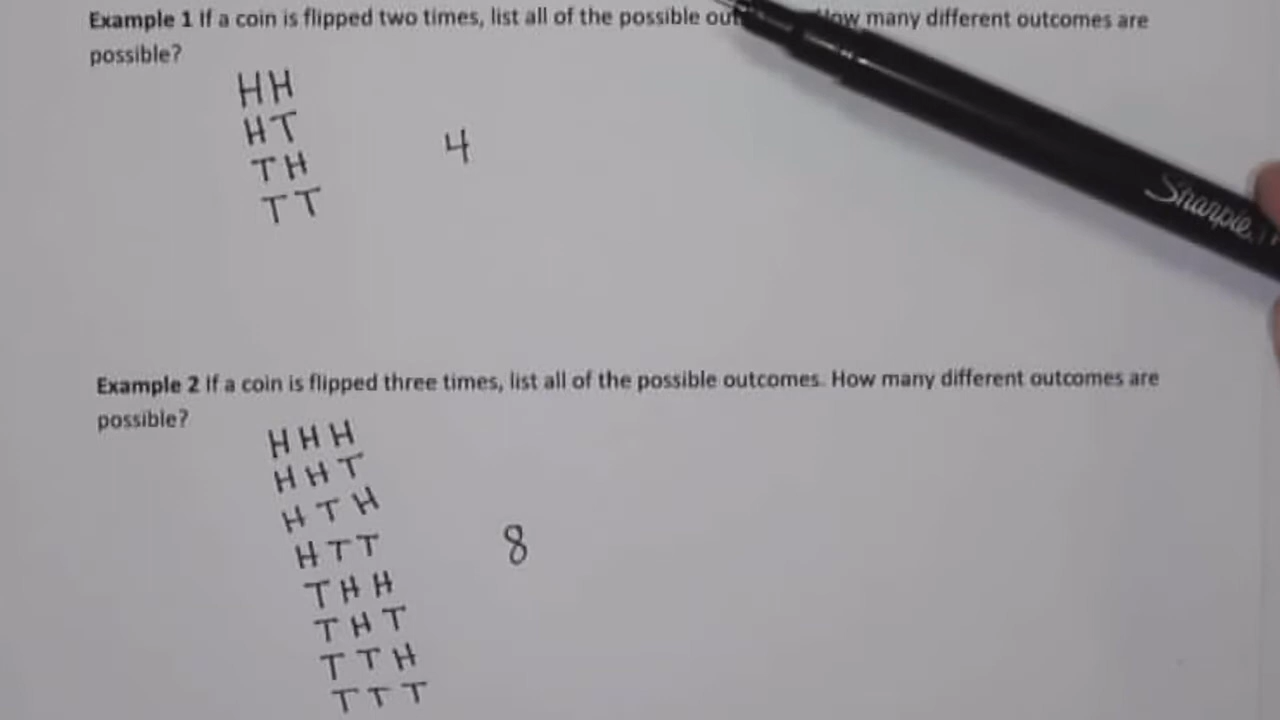 Example 1 If a coin is flipped two times, list all of the possible How many different outcomes are
possible?
HH
HT
TH
TT
4
Sharpie
Example 2 If a coin is flipped three times, list all of the possible outcomes. How many different outcomes are
possible?
HHH
HHT
HTH
HTT
THH
THT
TTH
TTT
8